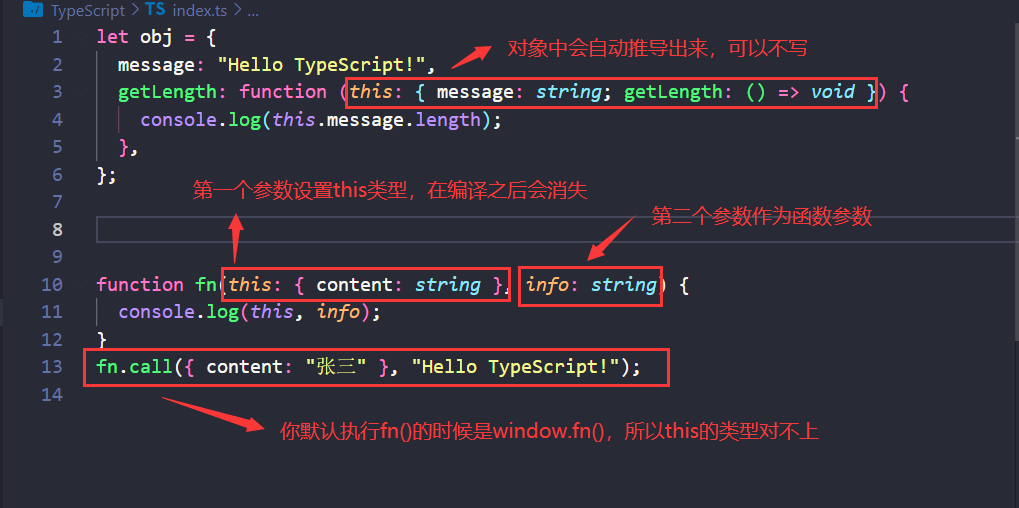 TypeScript > TS index.ts > ...
1 let obj = {
对象中会自动推导出来，可以不写
2 message: "Hello TypeScript!",
3 getLength: function (this: { message: string; getLength: () => void }) {
4 console.log(this.message.length);
5 },
6 };
第一个参数设置this类型，在编译之后会消失
7
第二个参数作为函数参数
8
9
10 function fn(this: { content: string }, info: string) {
11 console.log(this, info);
12 }
13 fn.call({ content: "张三" }, "Hello TypeScript!");
14
你默认执行fn()的时候是window.fn()，所以this的类型对不上